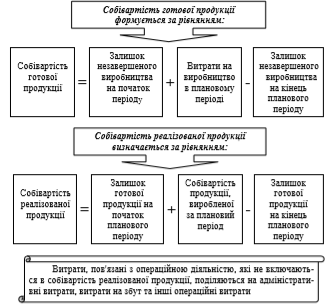 Собівартість готової продукції
формується за рівнянням:
Собівартість
готової
продукції
=
Залишок
незавершеного
виробництва
на початок
періоду
+
Витрати на
виробництво
в плановому
періоді
-
Залишок
незавершеного
виробництва
на кінець
планового
періоду
Собівартість реалізованої продукції
визначається за рівнянням:
Собівартість
реалізованої
продукції
=
Залишок
готової
продукції на
початок
планового
періоду
+
Собівартість
продукції,
виробленої
за плановий
період
-
Залишок
готової
продукції
на кінець
планового
періоду
Витрати, пов'язані з операційною діяльністю, які не включають-
ся в собівартість реалізованої продукції, поділяються на адміністратив-
ні витрати, витрати на збут та інші операційні витрати